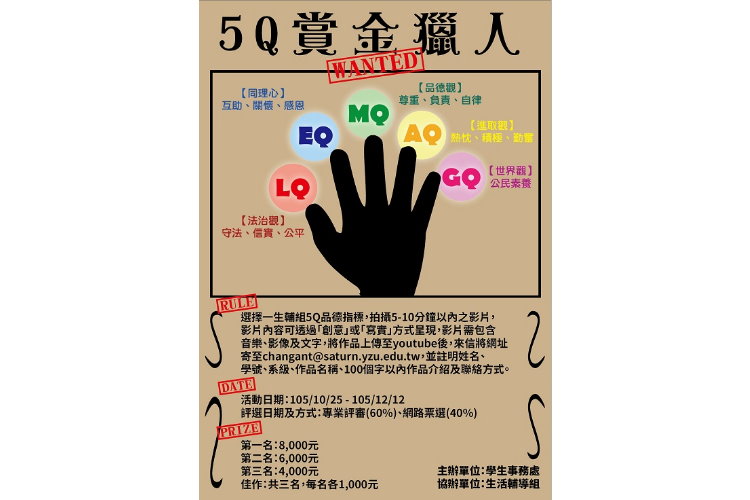 5Q賞金獵人
WANTED
【品德觀】
尊重、負責、自律
【同理心】
互助、關懷、感恩
MQ
【進取觀】
熱忱、積極、勤奮
EQ
AQ
【世界觀】
公民素養
LQ
GQ
【法治觀】
守法、信實、公平
RULE
選擇一生輔組5Q品德指標，拍攝5-10分鐘以內之影片，
影片內容可透過「創意」或「寫實」方式呈現，影片需包含
音樂、影像及文字，將作品上傳至youtube後，來信將網址
寄至changant@saturn.yzu.edu.tw，並註明姓名、
學號、系級、作品名稱、100個字以內作品介紹及聯絡方式。
DATE
活動日期：105/10/25 - 105/12/12
評選日期及方式：專業評審(60%)、網路票選(40%)
PRIZE
第一名：8,000元
第二名：6,000元
第三名：4,000元
佳作：共三名，每名各1,000元
主辦單位：學生事務處
協辦單位：生活輔導組